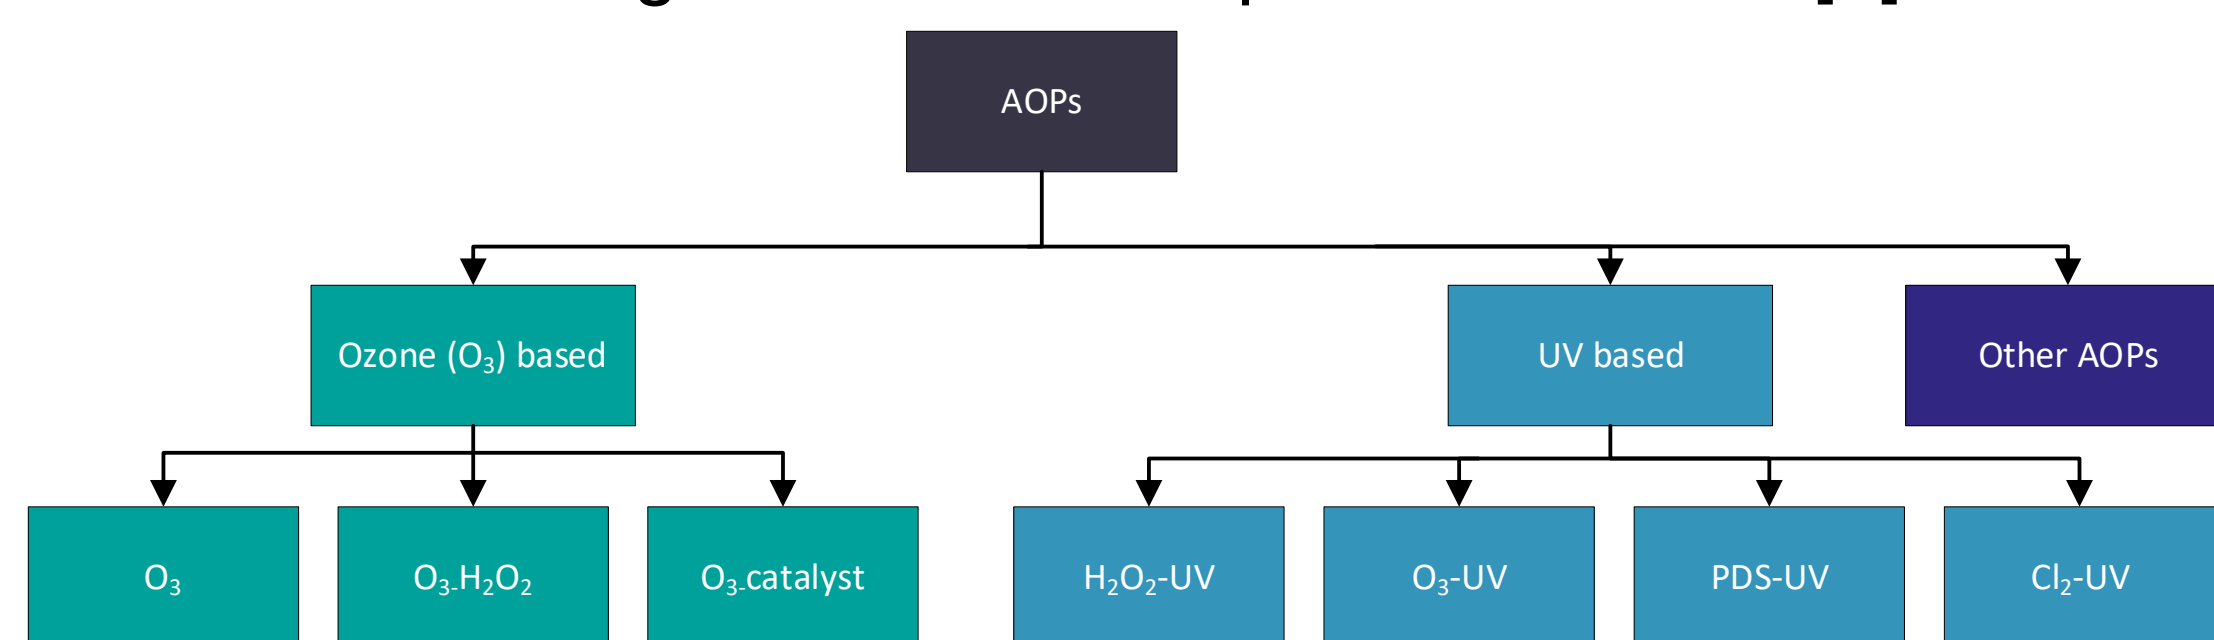 AOPs
Ozone (O₃) based
UV based
Other AOPs
O₃
O₃₋H₂O₂
O₃₋catalyst
H₂O₂-UV
O₃-UV
PDS-UV
Cl₂-UV